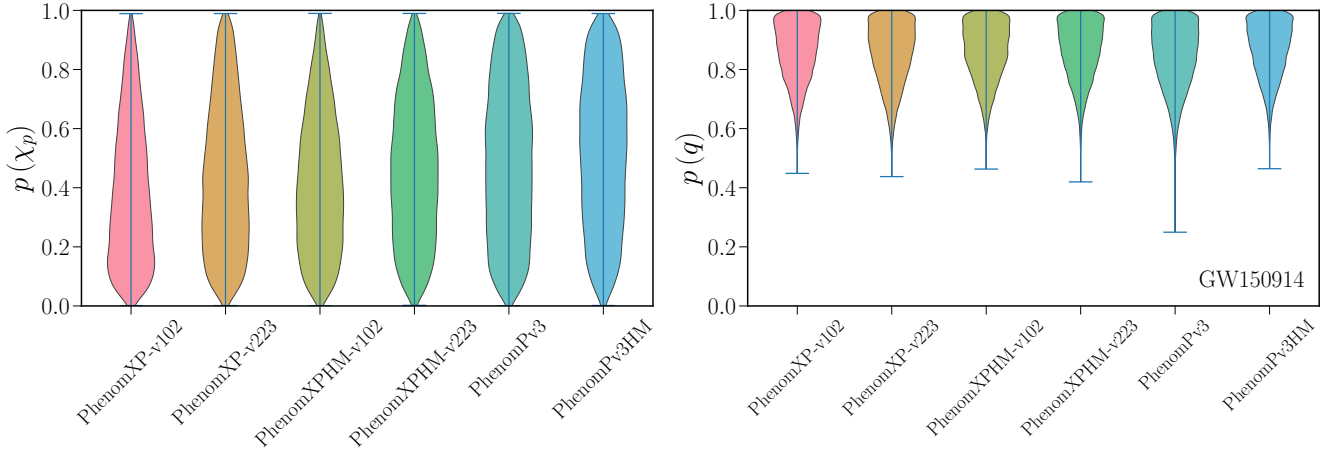 p(χ_p)
1.0
0.8
0.6
0.4
0.2
0.0
PhenomXP-v102
PhenomXP-v223
PhenomXPHM-v102
PhenomXPHM-v223
PhenomPv3
PhenomPv3HM
p(q)
1.0
0.8
0.6
0.4
0.2
0.0
GW150914
PhenomXP-v102
PhenomXP-v223
PhenomXPHM-v102
PhenomXPHM-v223
PhenomPv3
PhenomPv3HM